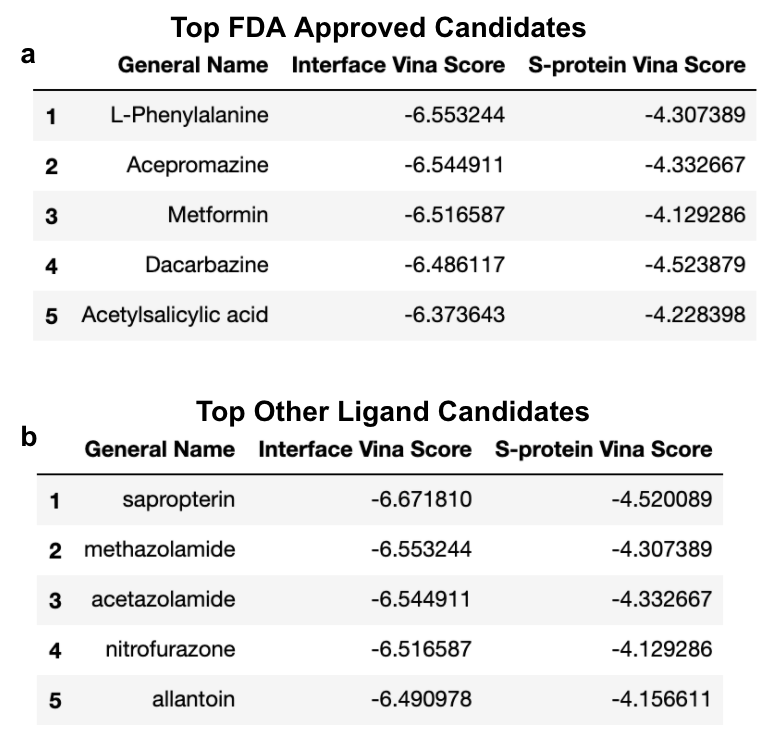 Top FDA Approved Candidates
a
General Name Interface Vina Score S-protein Vina Score
1 L-Phenylalanine -6.553244 -4.307389
2 Acepromazine -6.544911 -4.332667
3 Metformin -6.516587 -4.129286
4 Dacarbazine -6.486117 -4.523879
5 Acetylsalicylic acid -6.373643 -4.228398
Top Other Ligand Candidates
b
General Name Interface Vina Score S-protein Vina Score
1 sapropterin -6.671810 -4.520089
2 methazolamide -6.553244 -4.307389
3 acetazolamide -6.544911 -4.332667
4 nitrofurazone -6.516587 -4.129286
5 allantoin -6.490978 -4.156611